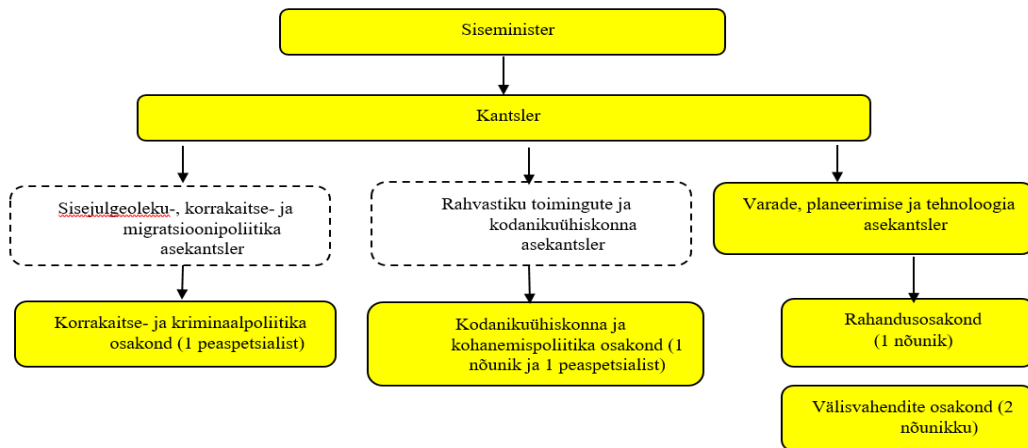 Siseminister
Kantsler
Sisejulgeoleku-, korrakaitse- ja
migratsioonipoliitika
asekantsler
Rahvastiku toimingute ja
kodanikuühiskonna
asekantsler
Varade, planeerimise ja tehnoloogia
asekantsler
Korrakaitse- ja kriminaalpoliitika
osakond (1 peaspetsialist)
Kodanikuühiskonna ja
kohanemispoliitika osakond (1
nõunik ja 1 peaspetsialist)
Rahandusosakond
(1 nõunik)
Välisvahendite osakond (2
nõunikku)